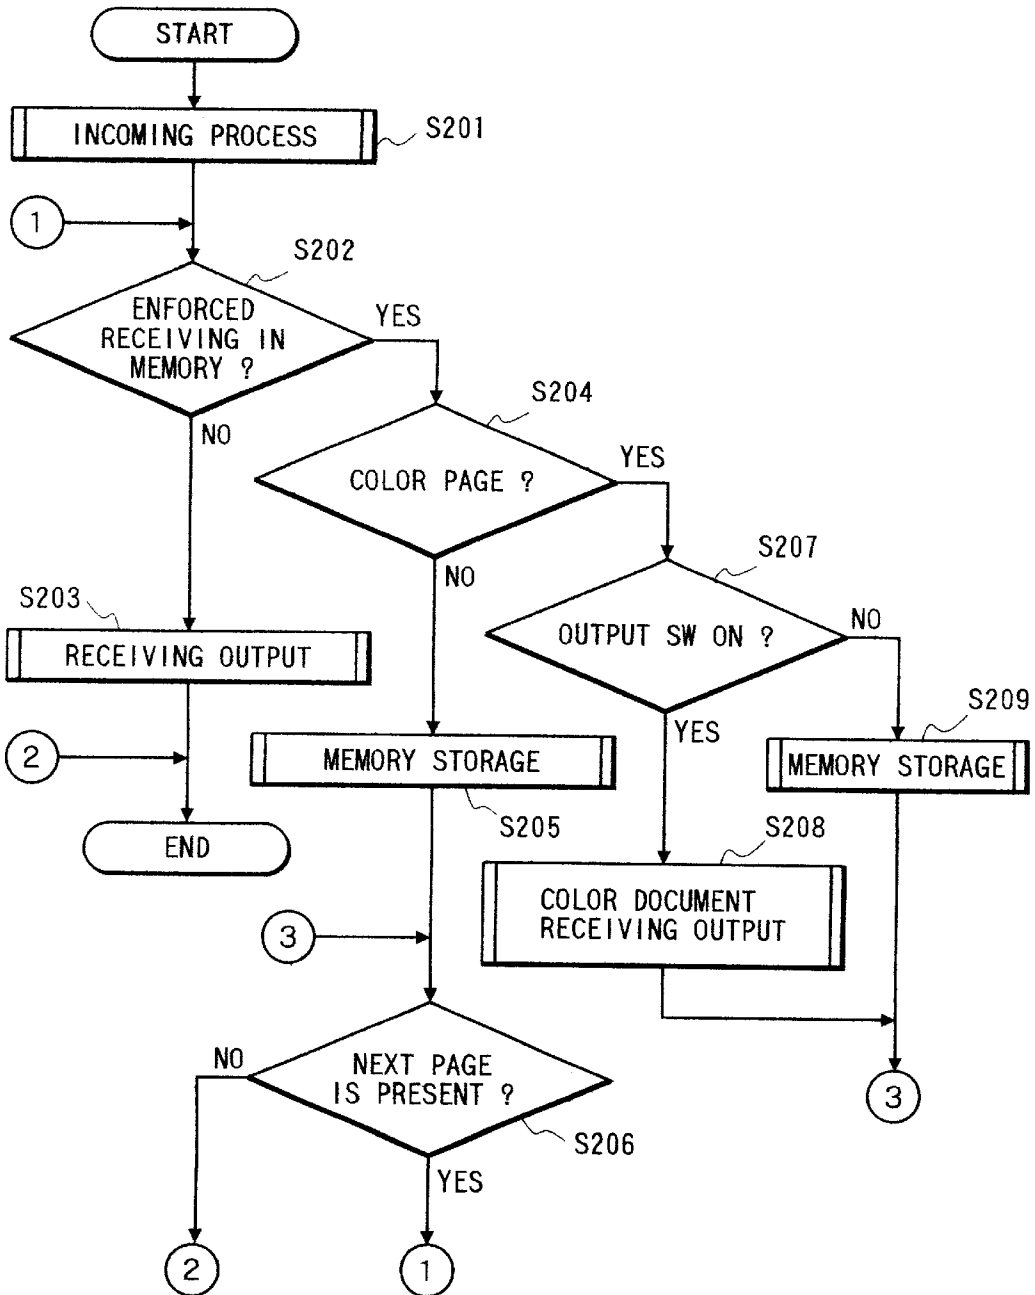 START
INCOMING PROCESS
S201
1
S202
ENFORCED
RECEIVING IN
MEMORY ?
YES
NO
S204
COLOR PAGE ?
YES
NO
S207
OUTPUT SW ON ?
NO
YES
S203
RECEIVING OUTPUT
2
END
MEMORY STORAGE
S205
S209
MEMORY STORAGE
S208
COLOR DOCUMENT
RECEIVING OUTPUT
3
3
NEXT PAGE
IS PRESENT ?
NO
S206
YES
2
1